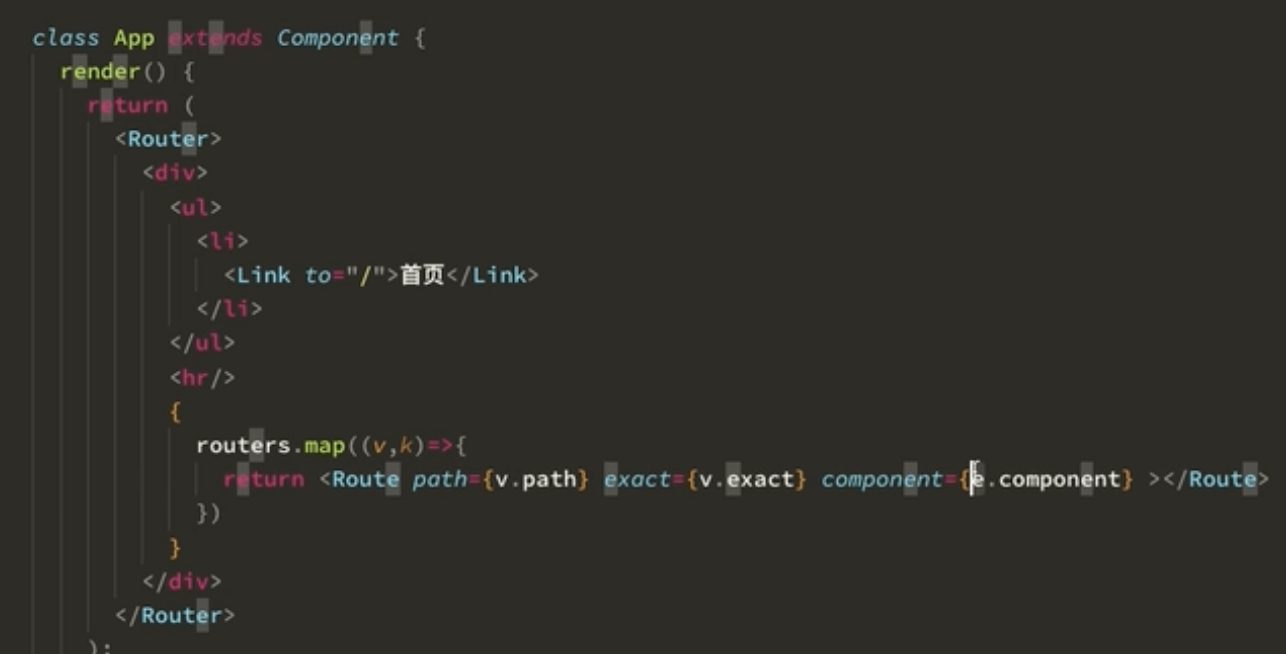 class App extends Component {
render() {
return (
<Router>
<div>
<ul>
<li>
<Link to="/">首页</Link>
</li>
</ul>
<hr/>
{
routers.map((v,k)=>{
return <Route path={v.path} exact={v.exact} component={e.component} ></Route>
})
}
</div>
</Router>
);